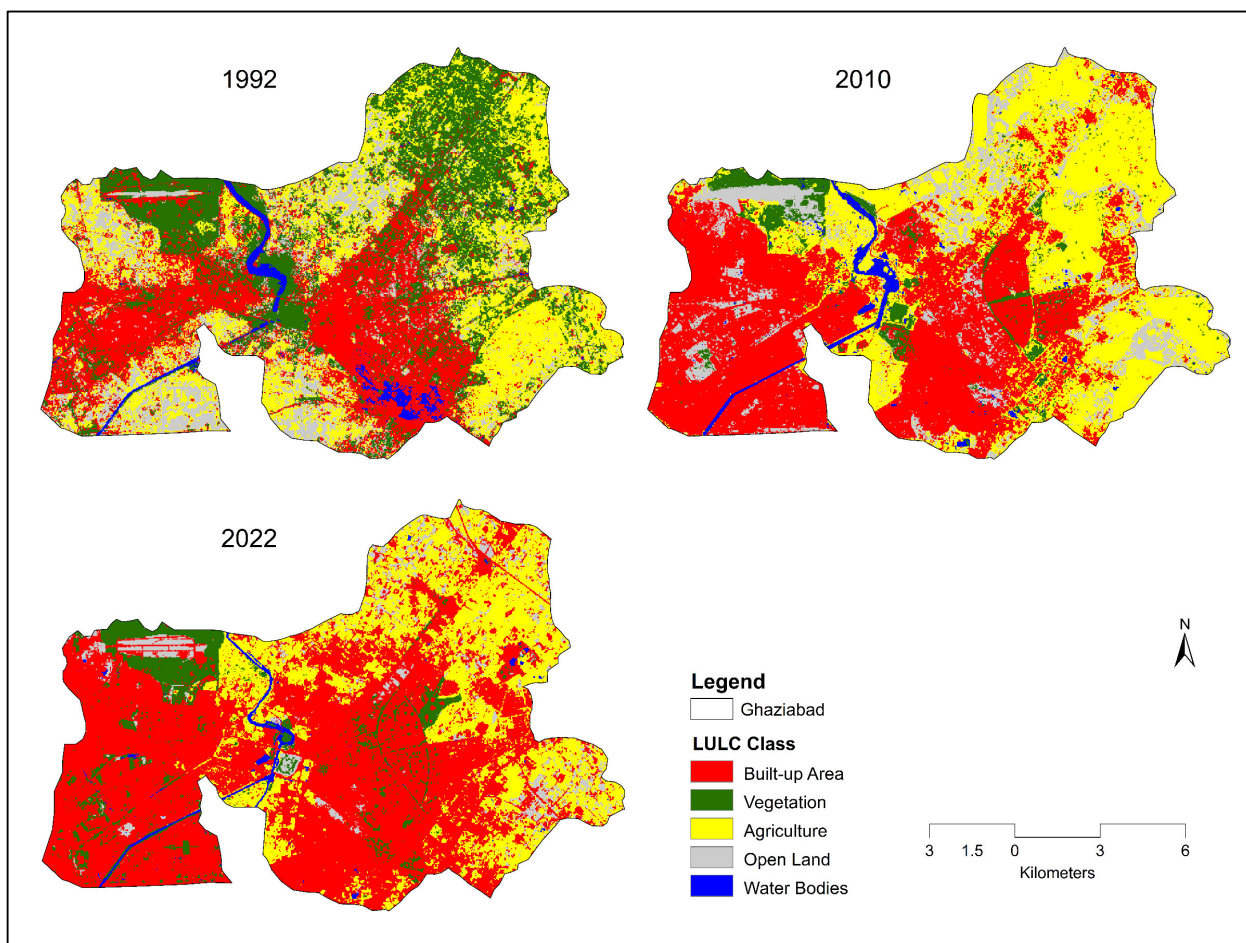 1992
2010
2022
N
Legend
Ghaziabad
LULC Class
Built-up Area
Vegetation
Agriculture
Open Land
Water Bodies
3 1.5 0 3 6
Kilometers